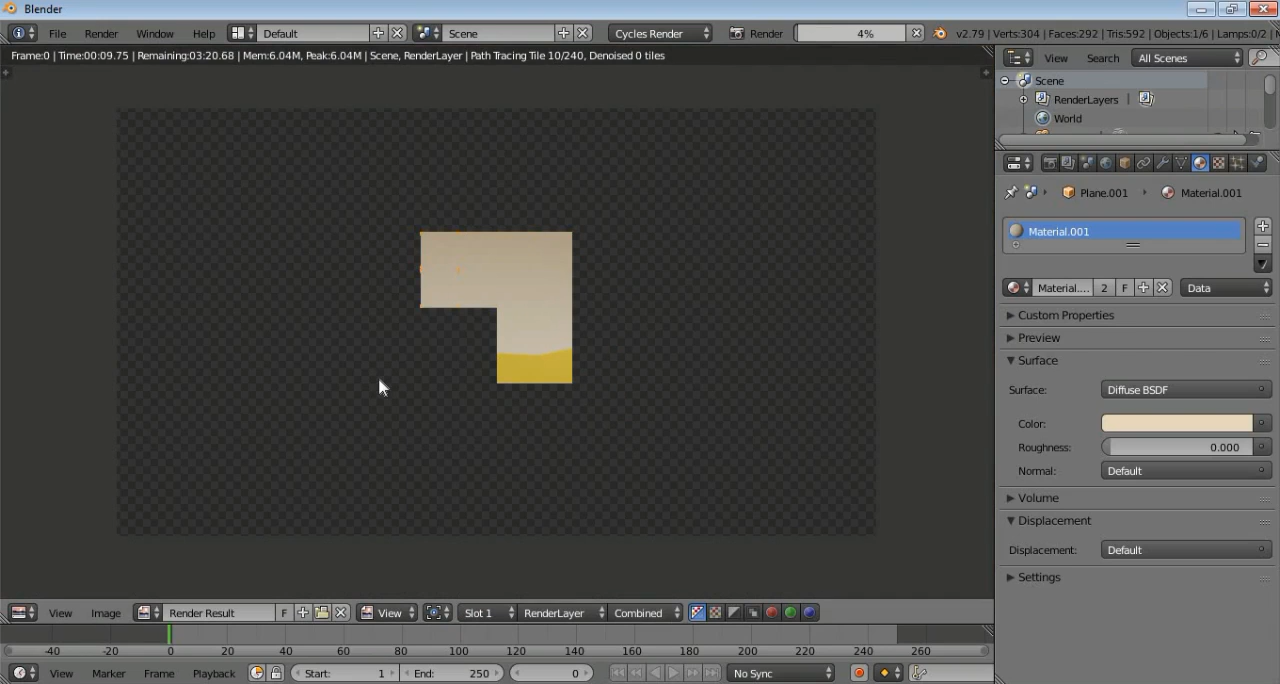 Blender
File Render Window Help Default Scene Cycles Render Render 4% v2.79 | Verts:304 | Faces:292 | Tris:592 | Objects:1/6 | Lamps:0/2 |
Frame:0 | Time:00:09.75 | Remaining:03:20.68 | Mem:6.04M, Peak:6.04M | Scene, RenderLayer | Path Tracing Tile 10/240, Denoised 0 tiles
View Search All Scenes
Scene
RenderLayers |
World
Plane.001 Material.001
Material.001
Material.... 2 F Data
Custom Properties
Preview
Surface
Surface: Diffuse BSDF
Color:
Roughness: 0.000
Normal: Default
Volume
Displacement
Displacement: Default
Settings
View Image Render Result F View Slot 1 RenderLayer Combined
-40 -20 0 20 40 60 80 100 120 140 160 180 200 220 240 260
View Marker Frame Playback Start: 1 End: 250 0 No Sync